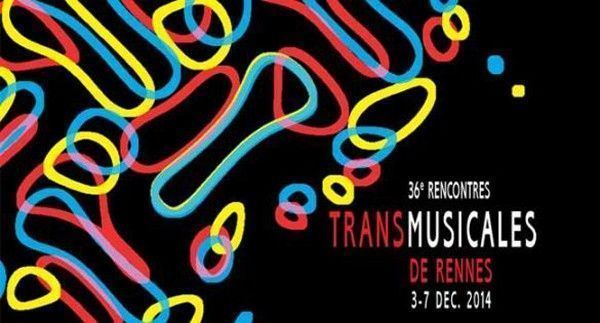 36e RENCONTRES
TRANSMUSICALES
DE RENNES
3-7 DEC. 2014